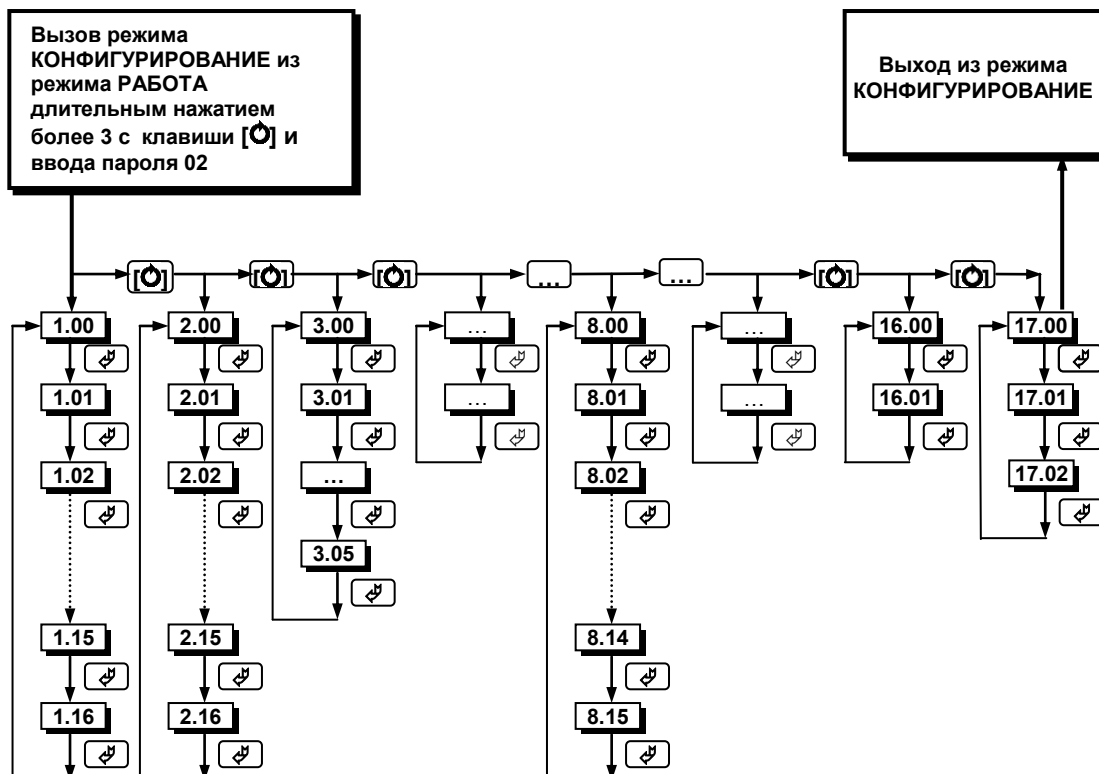 Вызов режима
КОНФИГУРИРОВАНИЕ из
режима РАБОТА
длительным нажатием
более 3 с клавиши [] и
ввода пароля 02
Выход из режима
КОНФИГУРИРОВАНИЕ
[] [] [] ... ... [] []
1.00 2.00 3.00 ... 8.00 ... 16.00 17.00
1.01 2.01 3.01 ... 8.01 ... 16.01 17.01
1.02 2.02 ... 8.02 17.02
3.05
1.15 2.15 8.14
1.16 2.16 8.15